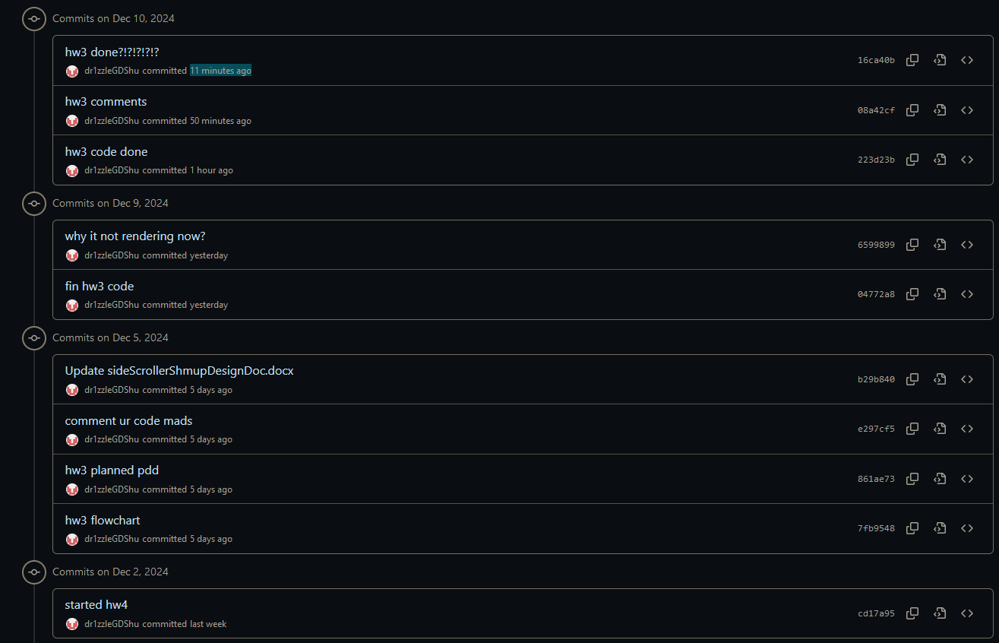 Commits on Dec 10, 2024
hw3 done?!?!?!?!?
dr1zzleGDShu committed 11 minutes ago
16ca40b
hw3 comments
dr1zzleGDShu committed 50 minutes ago
08a42cf
hw3 code done
dr1zzleGDShu committed 1 hour ago
223d23b
Commits on Dec 9, 2024
why it not rendering now?
dr1zzleGDShu committed yesterday
6599899
fin hw3 code
dr1zzleGDShu committed yesterday
04772a8
Commits on Dec 5, 2024
Update sideScrollerShmupDesignDoc.docx
dr1zzleGDShu committed 5 days ago
b29b840
comment ur code mads
dr1zzleGDShu committed 5 days ago
e297cf5
hw3 planned pdd
dr1zzleGDShu committed 5 days ago
861ae73
hw3 flowchart
dr1zzleGDShu committed 5 days ago
7fb9548
Commits on Dec 2, 2024
started hw4
dr1zzleGDShu committed last week
cd17a95